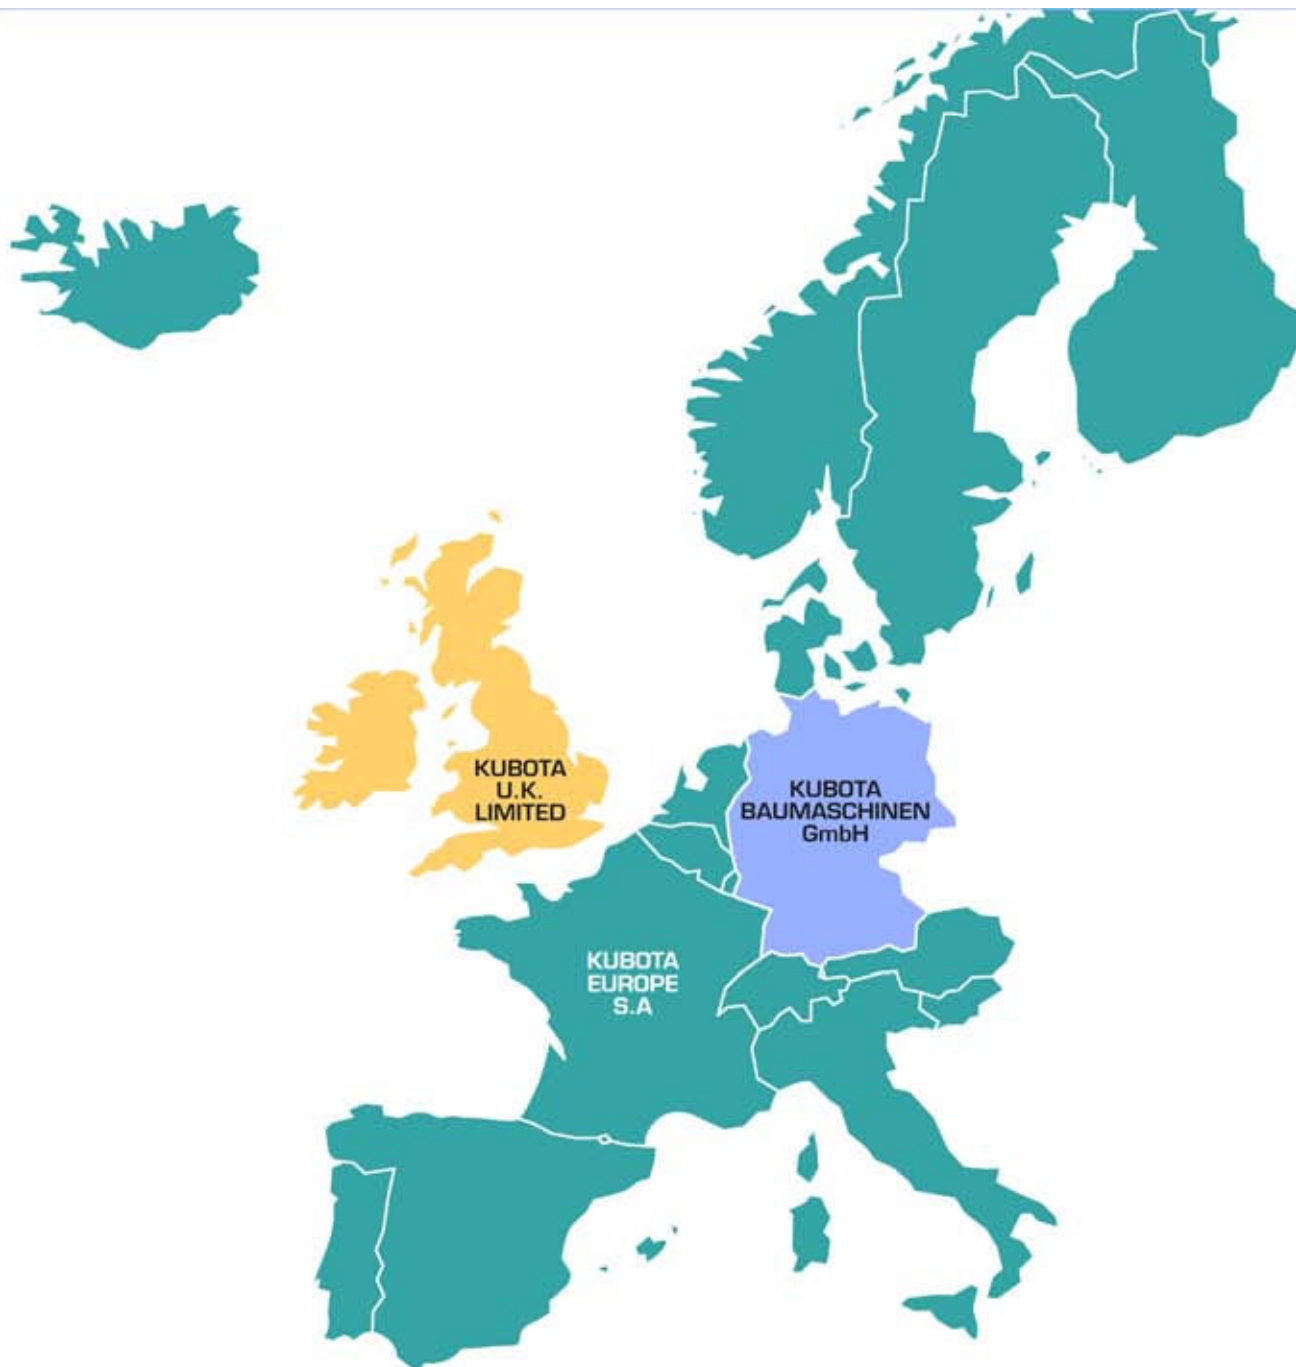 KUBOTA
U.K.
LIMITED
KUBOTA
BAUMASCHINEN
GmbH
KUBOTA
EUROPE
S.A